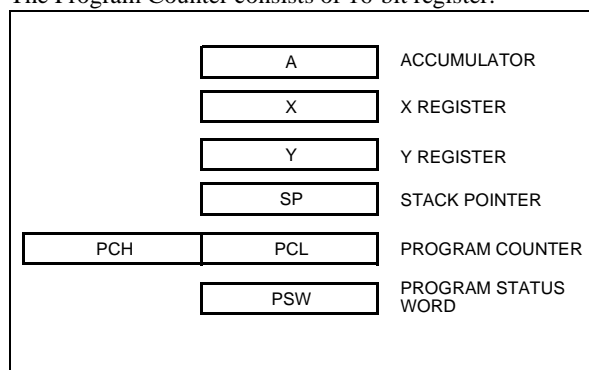 The Program Counter consists of 16-bit register.
A ACCUMULATOR
X X REGISTER
Y Y REGISTER
SP STACK POINTER
PCH PCL PROGRAM COUNTER
PSW PROGRAM STATUS
WORD